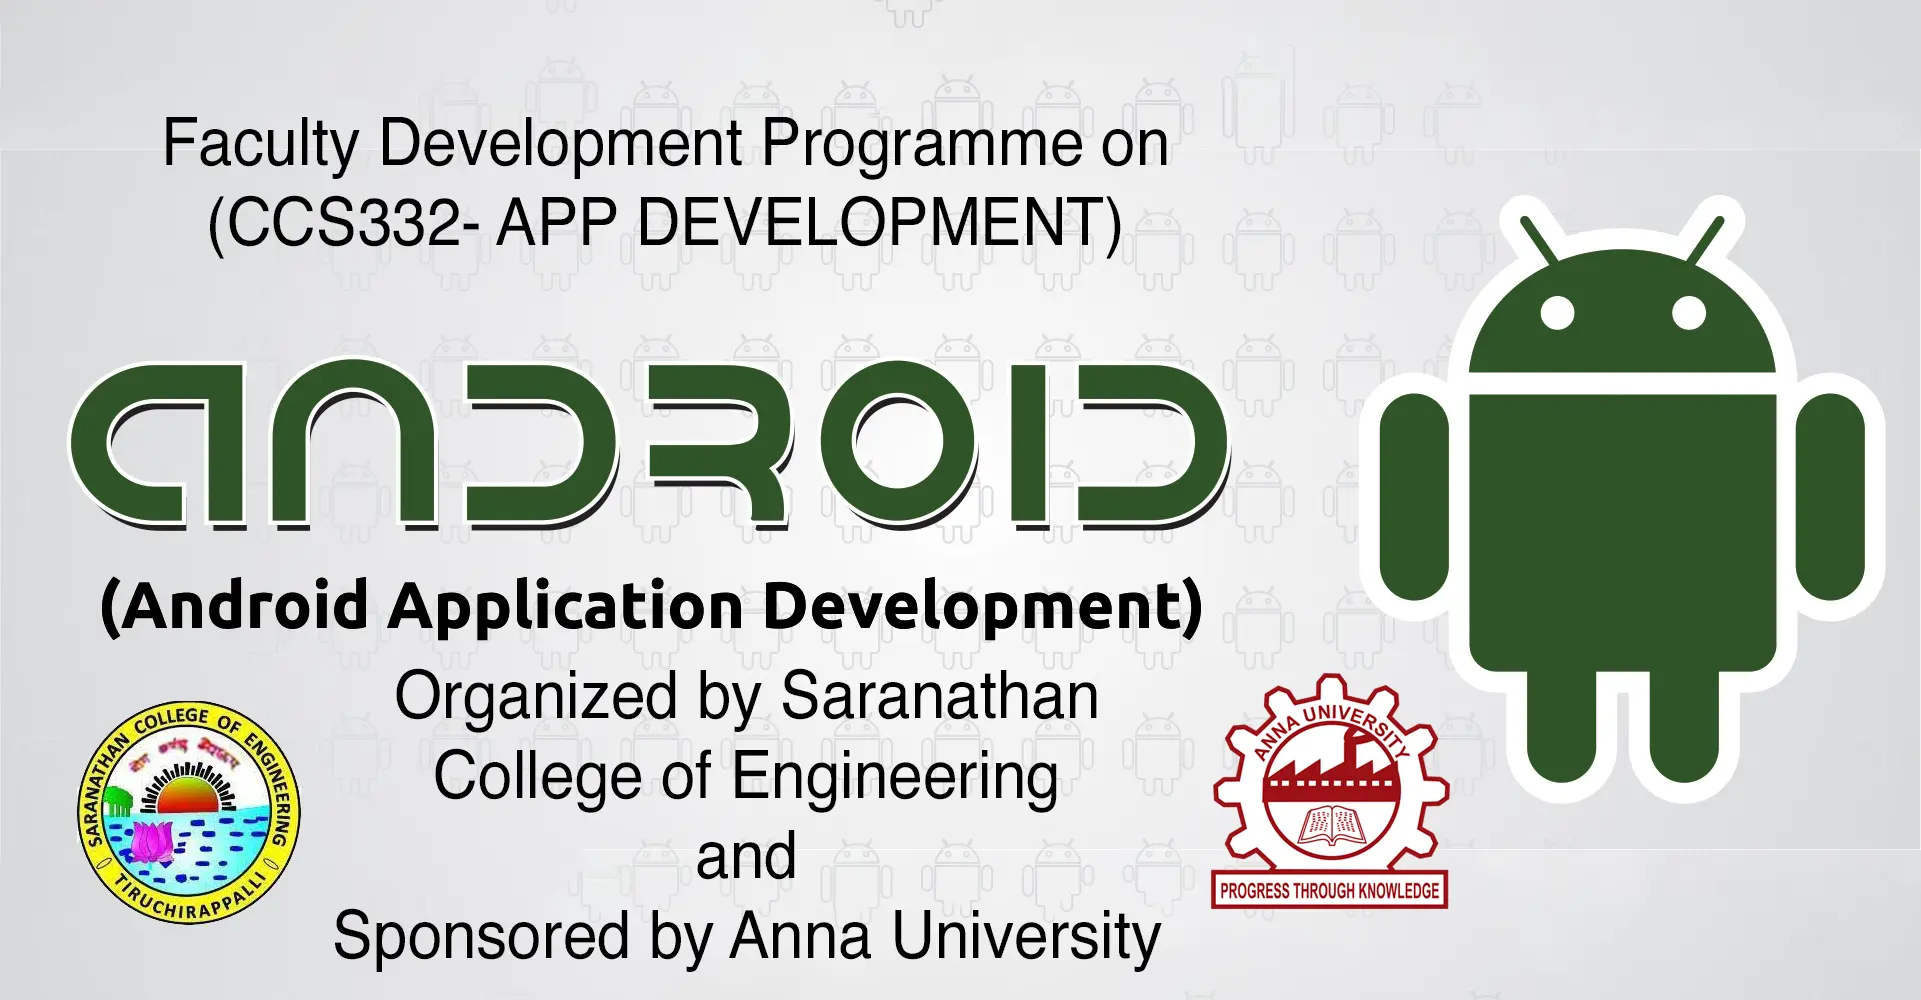 Faculty Development Programme on
(CCS332- APP DEVELOPMENT)
ANDROID
(Android Application Development)
Organized by Saranathan
College of Engineering
and
Sponsored by Anna University
SARANATHAN COLLEGE OF ENGINEERING
TIRUCHIRAPPALLI
ANNA UNIVERSITY
PROGRESS THROUGH KNOWLEDGE